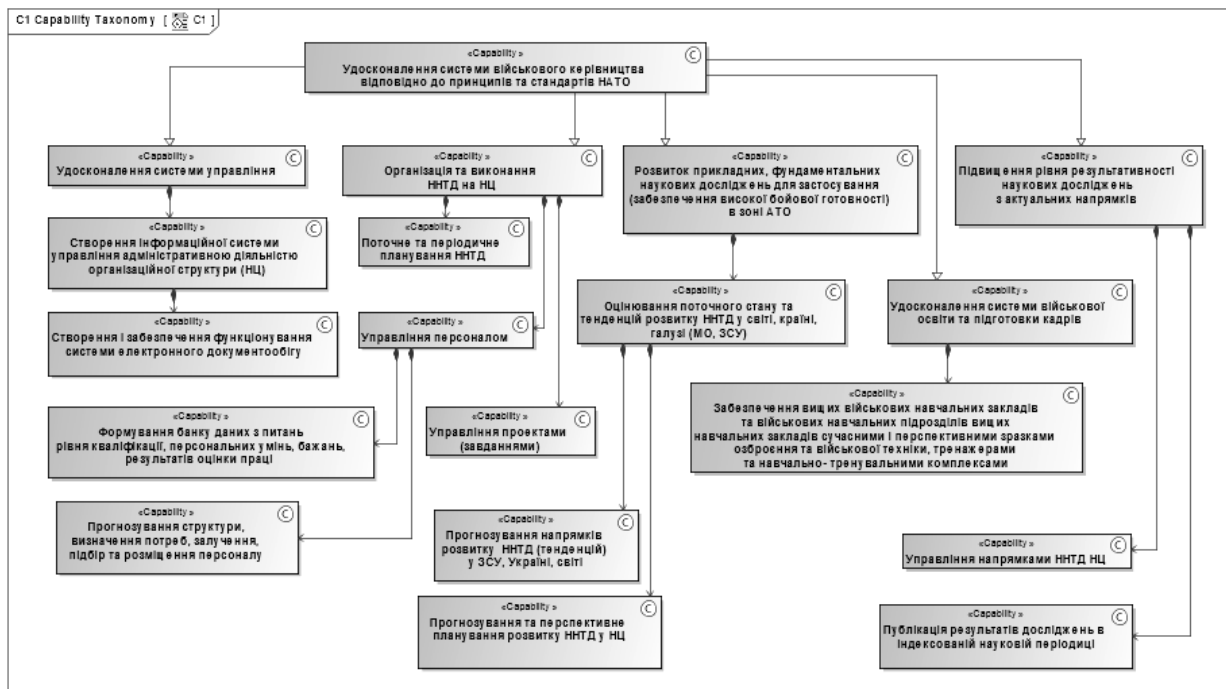 C1 Capability Taxonomy [ C1 ]
«Capability »
C
Удосконалення системи військового керівництва
відповідно до принципів та стандартів НАТО
«Capability »
C
Удосконалення системи управління
«Capability »
C
Організація та виконання
ННТД на НЦ
«Capability »
C
Розвиток прикладних, фундаментальних
наукових досліджень для застосування
(забезпечення високої бойової готовності)
в зоні АТО
«Capability »
C
Підвищення рівня результативності
наукових досліджень
з актуальних напрямків
«Capability »
C
Створення інформаційної системи
управління адміністративною діяльністю
організаційної структури (НЦ)
«Capability »
C
Поточне та періодичне
планування ННТД
«Capability »
C
Оцінювання поточного стану та
тенденцій розвитку ННТД у світі, країні,
галузі (МО, ЗСУ)
«Capability »
C
Удосконалення системи військової
освіти та підготовки кадрів
«Capability »
C
Створення і забезпечення функціонування
системи електронного документообігу
«Capability »
C
Управління персоналом
«Capability »
C
Забезпечення вищих військових навчальних закладів
та військових навчальних підрозділів вищих
навчальних закладів сучасними і перспективними зразками
озброєння та військової техніки, тренажерами
та навчально- тренувальними комплексами
«Capability »
C
Формування банку даних з питань
рівня кваліфікації, персональних умінь, бажань,
результатів оцінки праці
«Capability »
C
Управління проектами
(завданнями)
«Capability »
C
Прогнозування структури,
визначення потреб, залучення,
підбір та розміщення персоналу
«Capability »
C
Прогнозування напрямків
розвитку ННТД (тенденцій)
у ЗСУ, Україні, світі
«Capability »
C
Управління напрямками ННТД НЦ
«Capability »
C
Прогнозування та перспективне
планування розвитку ННТД у НЦ
«Capability »
C
Публікація результатів досліджень в
індексованій науковій періодиці